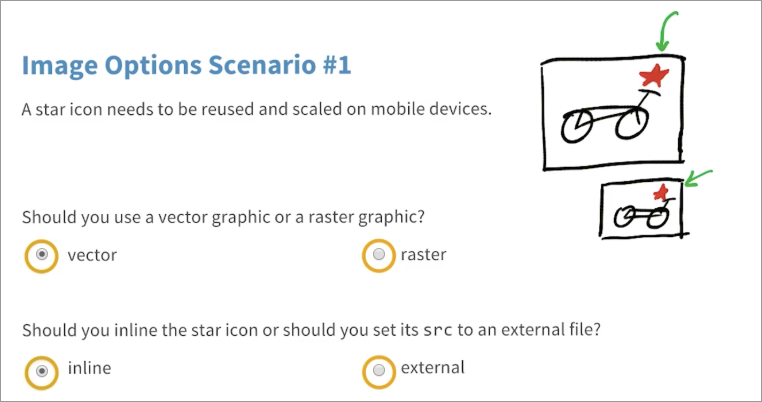 Image Options Scenario #1
A star icon needs to be reused and scaled on mobile devices.
Should you use a vector graphic or a raster graphic?
vector
raster
Should you inline the star icon or should you set its src to an external file?
inline
external